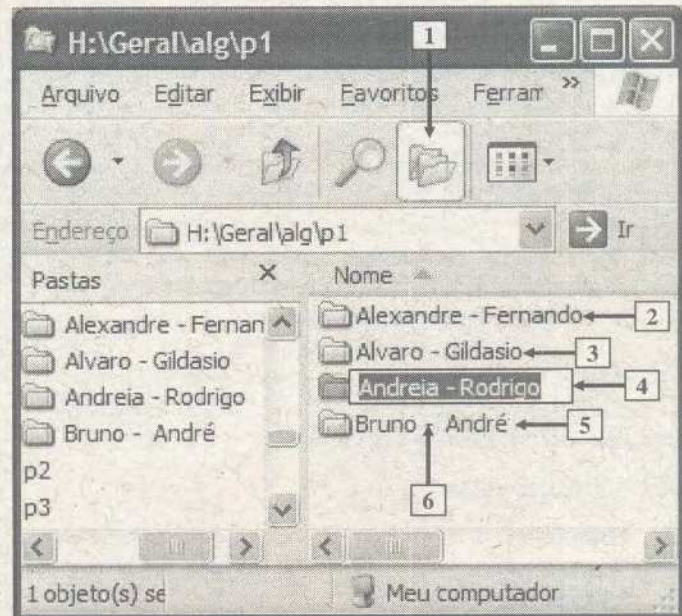 H:\Geral\alg\p1
1
Arquivo Editar Exibir Favoritos Ferram »
Endereço H:\Geral\alg\p1 Ir
Pastas × Nome
Alexandre - Fernan
Alvaro - Gildasio
Andreia - Rodrigo
Bruno - André
p2
p3
Alexandre - Fernando 2
Alvaro - Gildasio 3
Andreia - Rodrigo 4
Bruno - André 5
6
1 objeto(s) se Meu computador